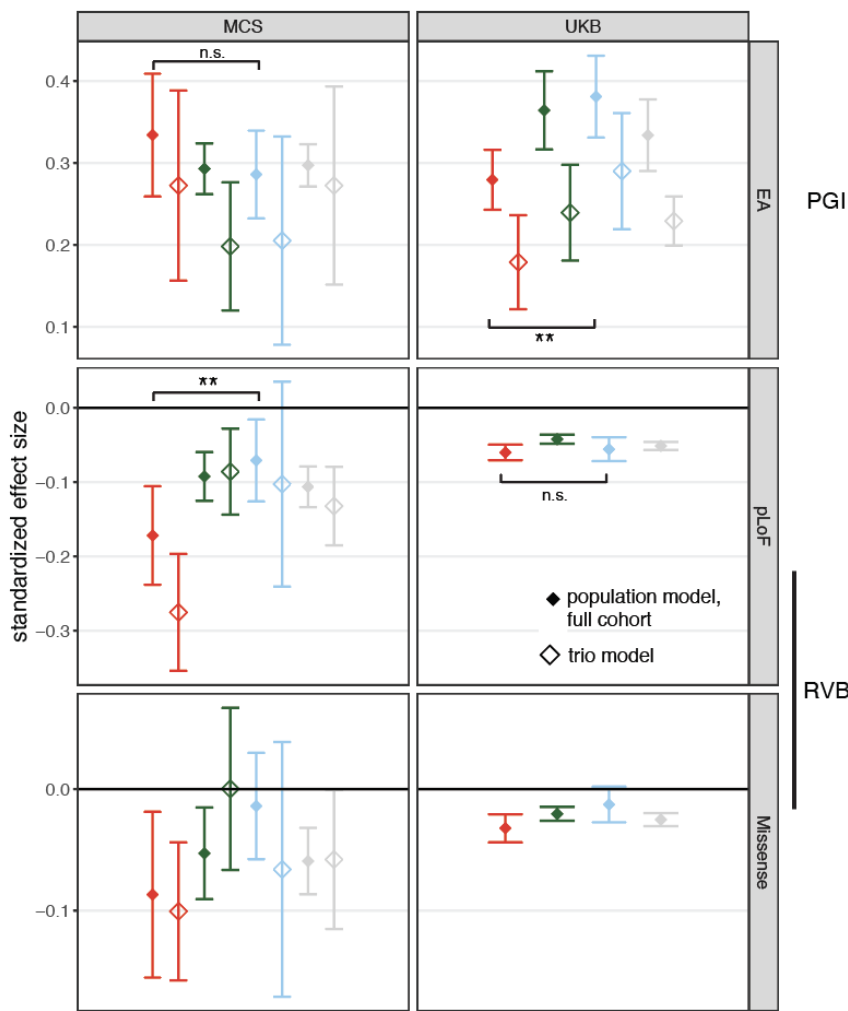 MCS
UKB
n.s.
0.4
0.3
0.2
0.1
**
EA
PGI
standardized effect size
**
0.0
−0.1
−0.2
−0.3
n.s.
population model,
full cohort
trio model
pLoF
RVB
0.0
−0.1
Missense